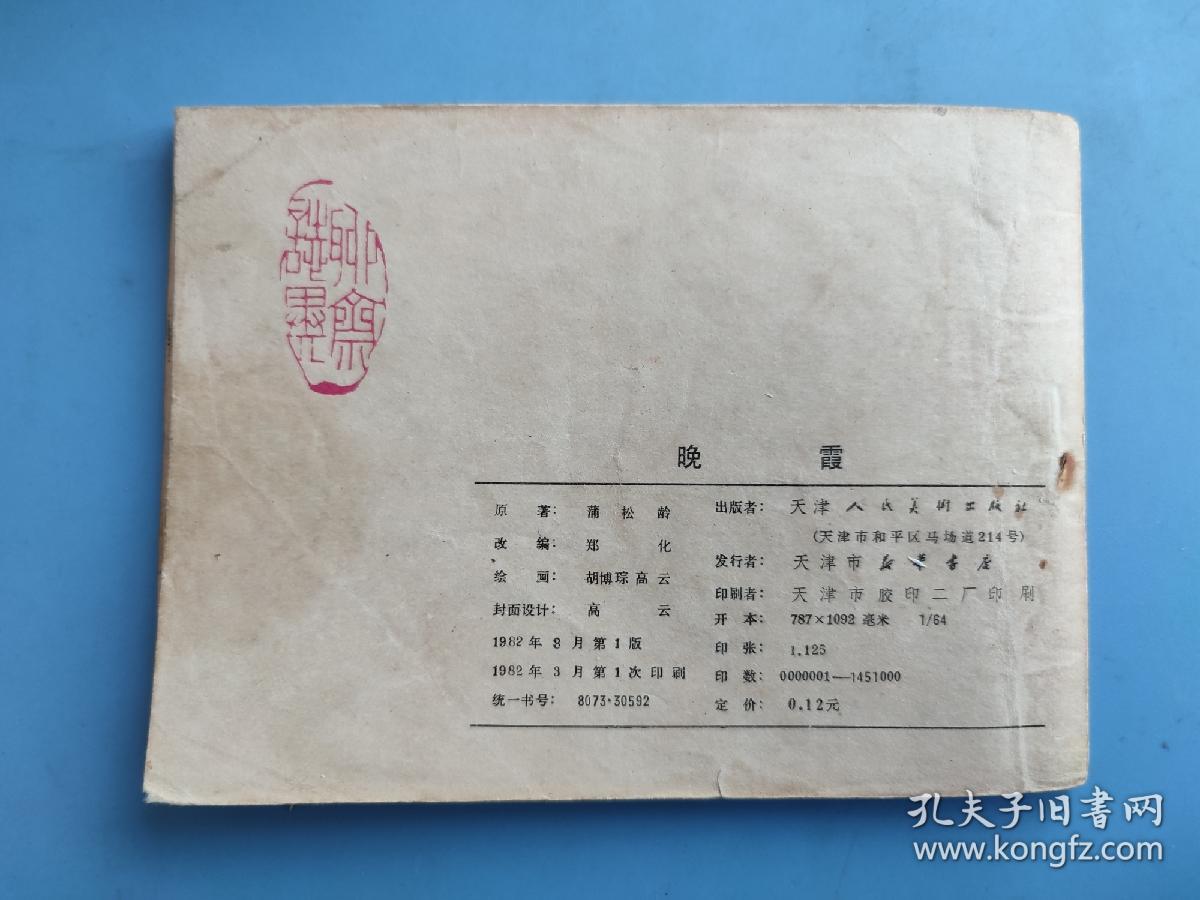 聊斋
志异
晚霞
原著：蒲松龄
改编：郑化
绘画：胡博琮 高云
封面设计：高云
1982年3月第1版
1982年3月第1次印刷
统一书号：8073·30592
出版者：天津人民美術出版社
(天津市和平区马场道214号)
发行者：天津市新华书店
印刷者：天津市胶印二厂印刷
开本：787×1092毫米 1/64
印张：1.125
印数：0000001—1451000
定价：0.12元
孔夫子旧书网
www.kongfz.com